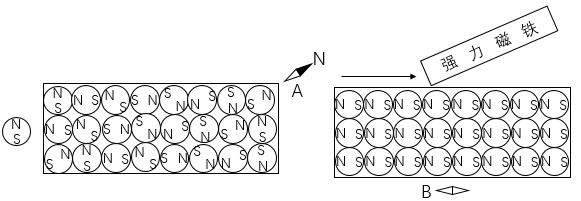 N
S
N S N S N S S N S N N S S N S N
N S N S S N S N N S S N N S N S
S N N S N S N S N S S N N S S N
N
A
强力磁铁
N S N S N S N S N S N S N S N S
N S N S N S N S N S N S N S N S
N S N S N S N S N S N S N S N S
B